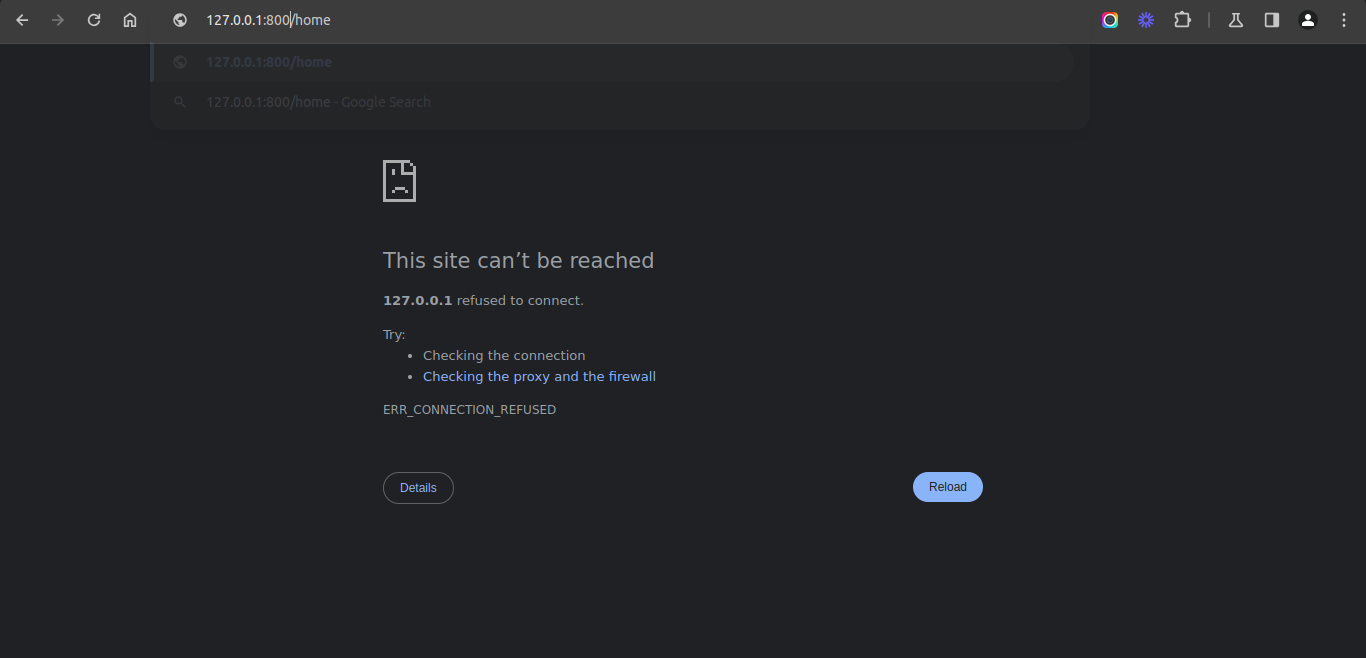 127.0.0.1:800/home
127.0.0.1:800/home
127.0.0.1:800/home - Google Search
This site can’t be reached
127.0.0.1 refused to connect.
Try:
• Checking the connection
• Checking the proxy and the firewall
ERR_CONNECTION_REFUSED
Details
Reload